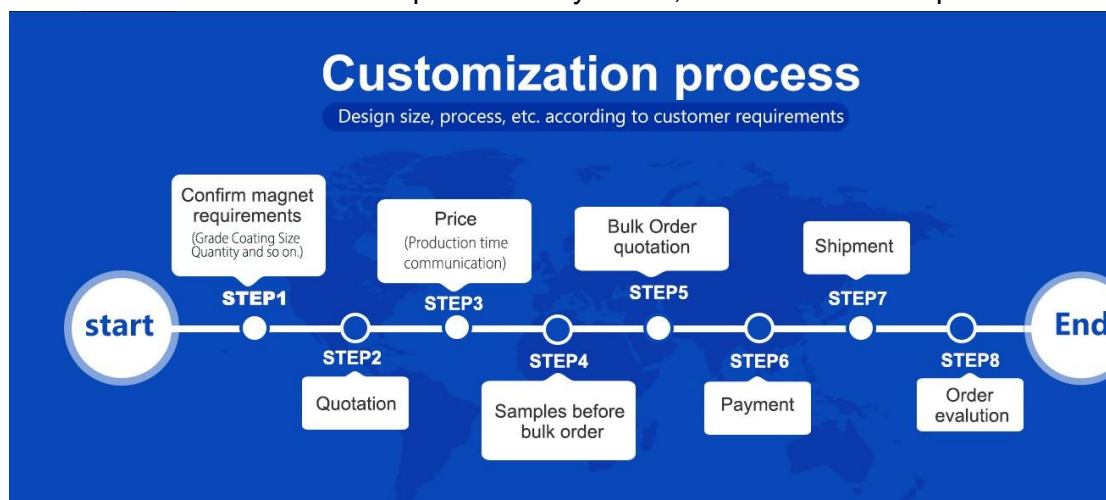 Customization process
Design size, process, etc. according to customer requirements
start
Confirm magnet
requirements
(Grade Coating Size
Quantity and so on.)
STEP1
STEP2
Quotation
Price
(Production time
communication)
STEP3
STEP4
Samples before
bulk order
Bulk Order
quotation
STEP5
STEP6
Payment
Shipment
STEP7
STEP8
Order
evalution
End